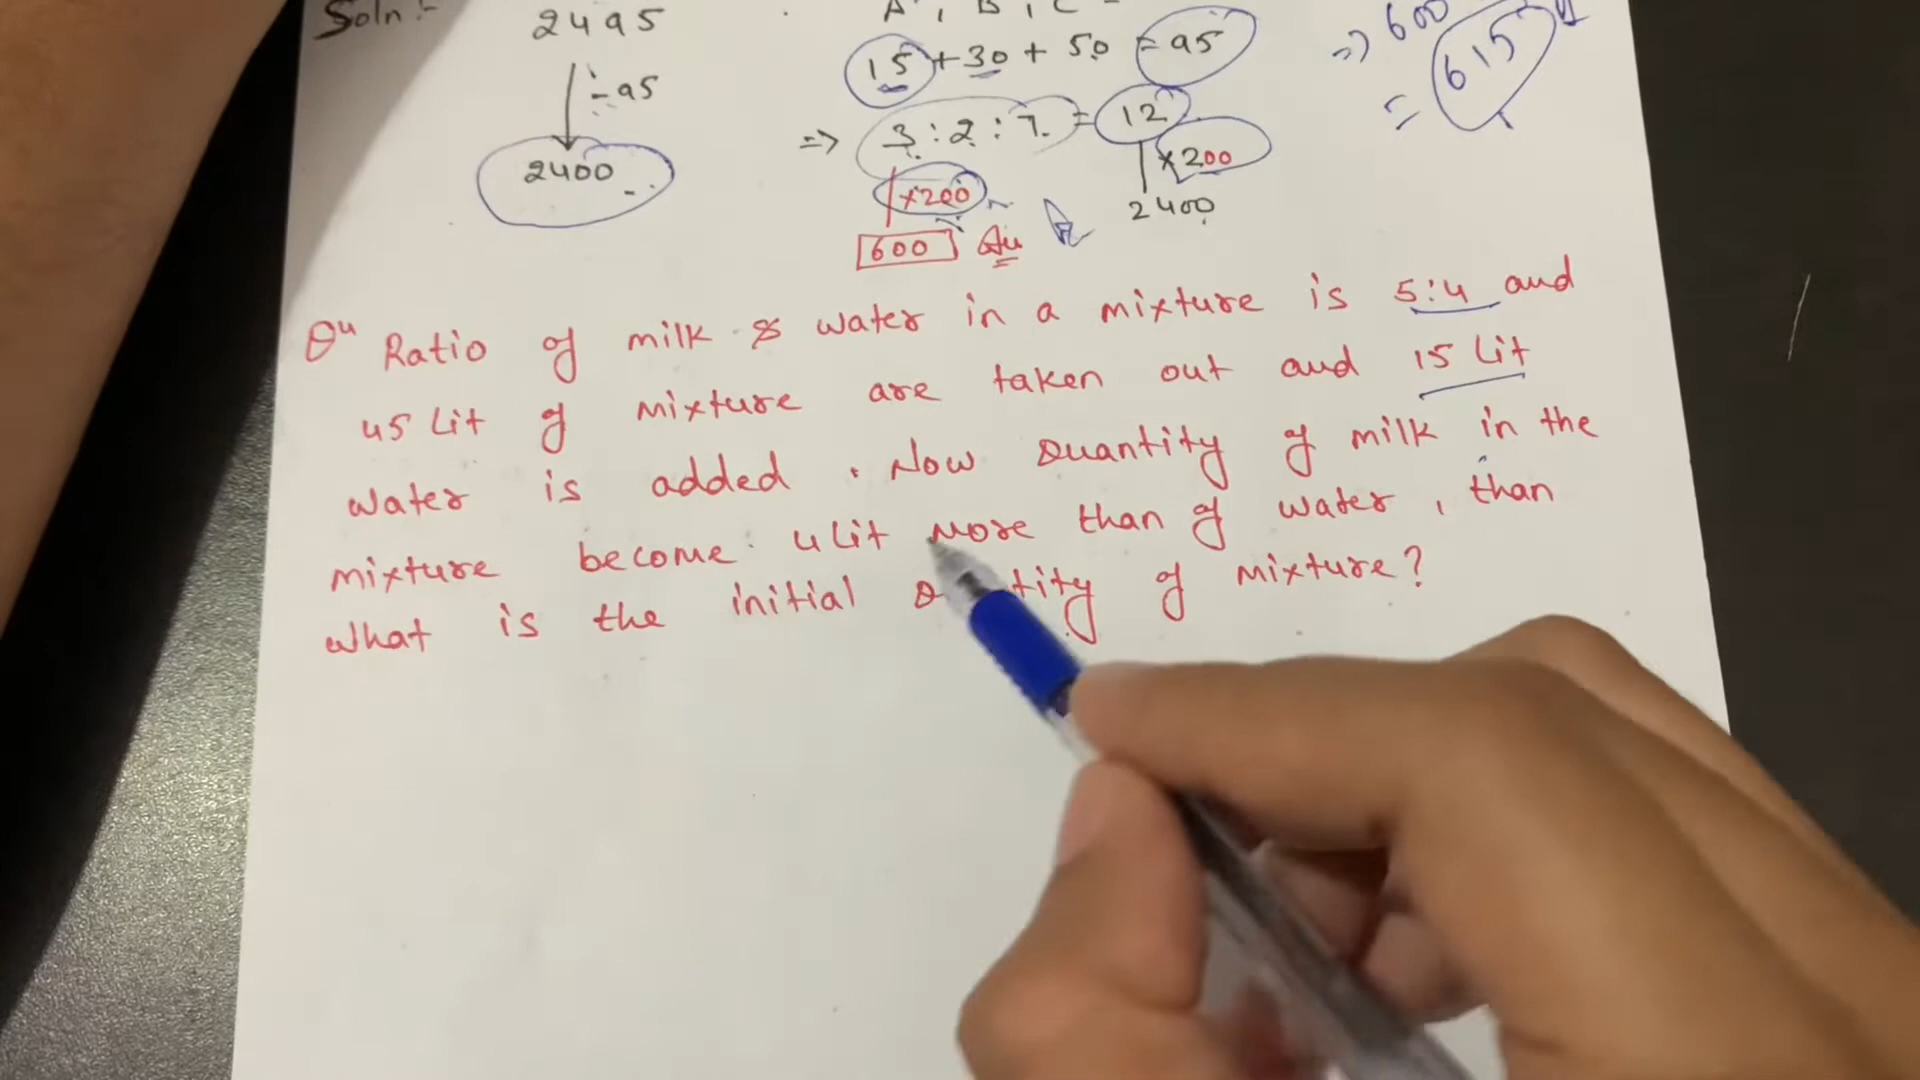 Soln :-
2495
÷95
2400
A , B , C
15 + 30 + 50 = 95
=> 3 : 2 : 7 = 12
×200 ×200
600 2400
=> 600
= 615
Qu Ratio of milk & water in a mixture is 5:4 and
45 Lit of mixture are taken out and 15 Lit
water is added . Now Quantity of milk in the
mixture become 4 Lit more than of water , than
what is the initial of mixture?